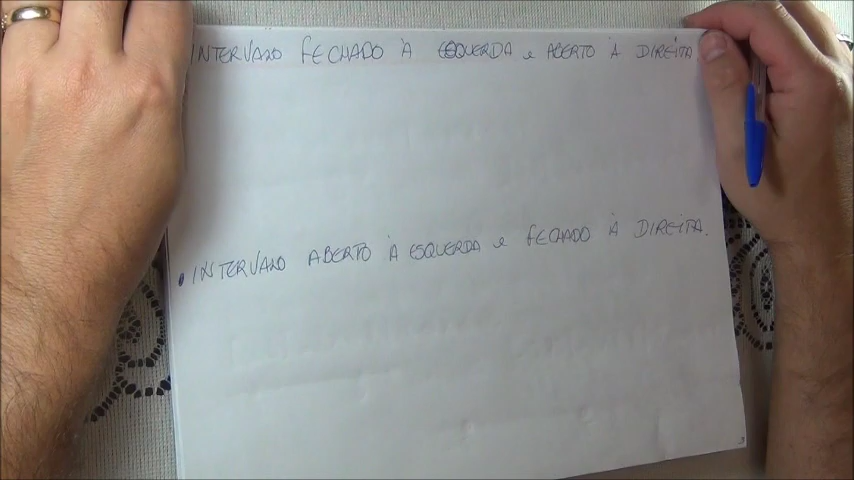 INTERVALO FECHADO À ESQUERDA e ABERTO À DIREITA
• INTERVALO ABERTO À ESQUERDA e FECHADO À DIREITA.